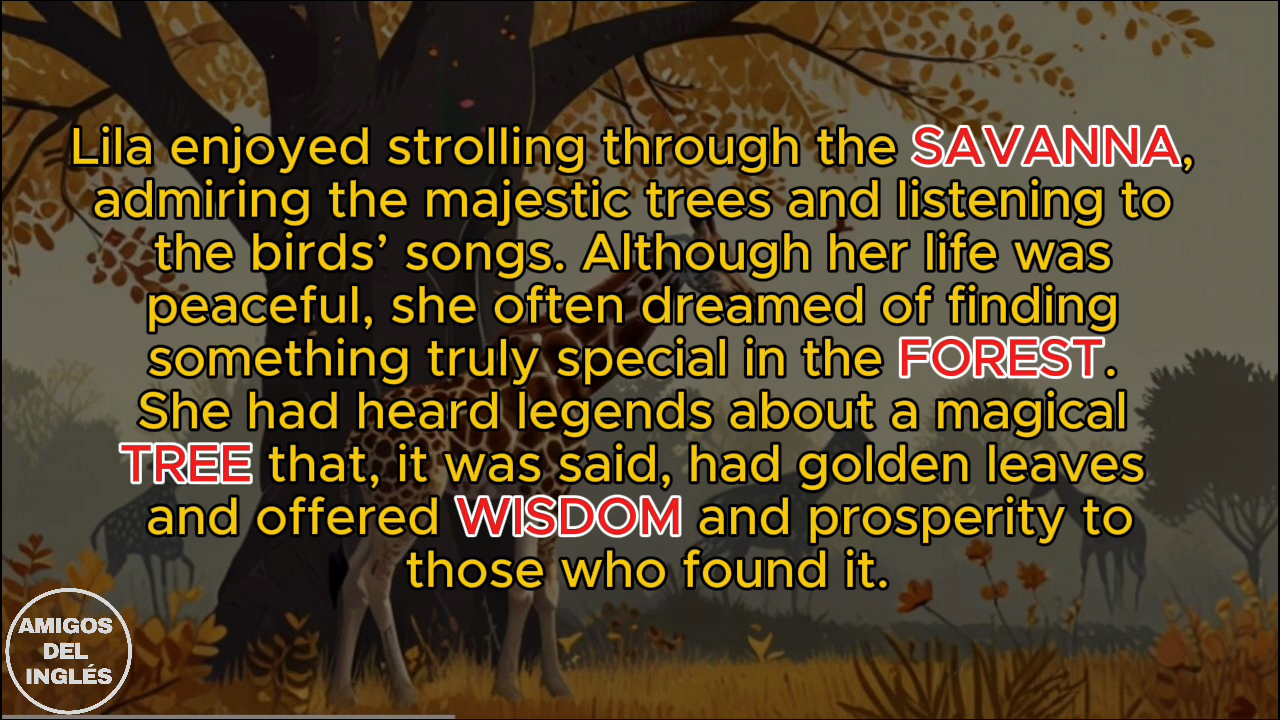 Lila enjoyed strolling through the SAVANNA,
admiring the majestic trees and listening to
the birds’ songs. Although her life was
peaceful, she often dreamed of finding
something truly special in the FOREST.
She had heard legends about a magical
TREE that, it was said, had golden leaves
and offered WISDOM and prosperity to
those who found it.
AMIGOS
DEL
INGLÉS